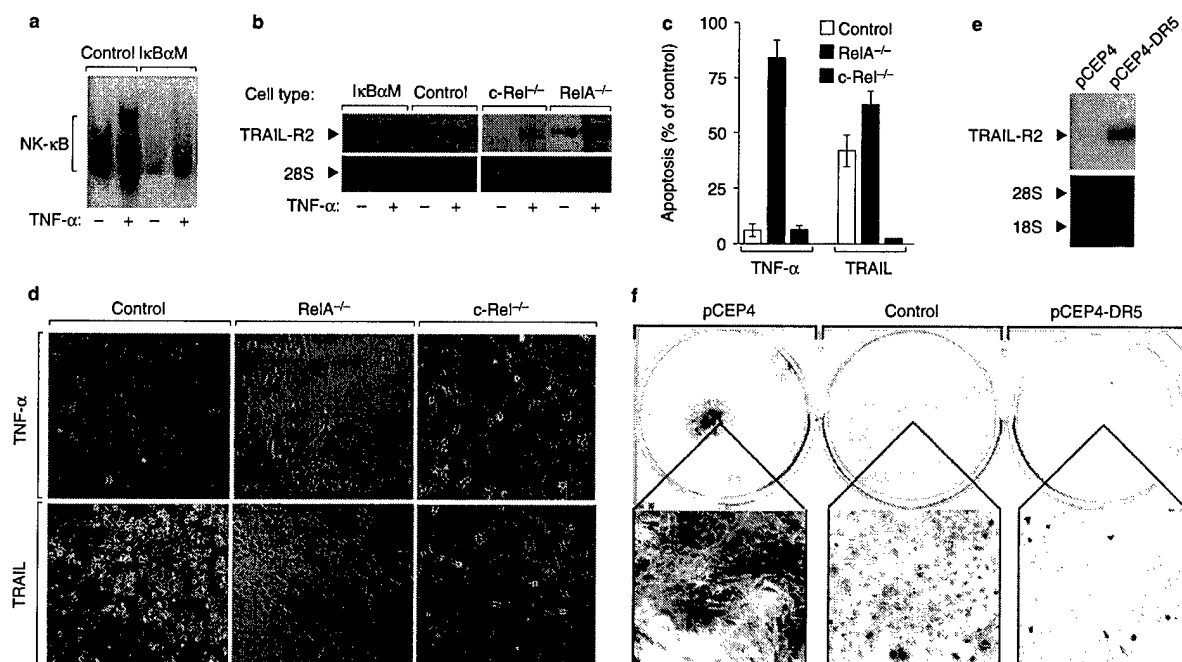 a
Control IκBαM
NK-κB
TNF-α: – + – +
b
Cell type: IκBαM Control c-Rel–/– RelA–/–
TRAIL-R2
28S
TNF-α: – + – + – + – +
c
Apoptosis (% of control)
100
75
50
25
0
Control
RelA–/–
c-Rel–/–
TNF-α TRAIL
e
pCEP4 pCEP4-DR5
TRAIL-R2
28S
18S
d
Control RelA–/– c-Rel–/–
TNF-α
TRAIL
f
pCEP4 Control pCEP4-DR5